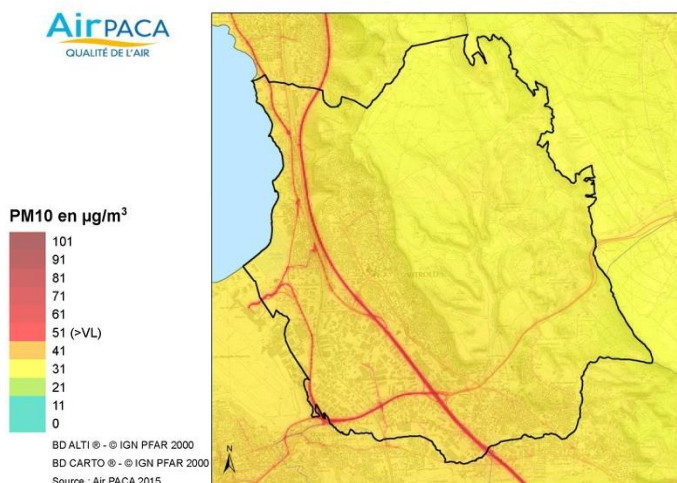 AirPACA
QUALITÉ DE L'AIR
PM10 en µg/m³
101
91
81
71
61
51 (>VL)
41
31
21
11
0
BD ALTI ® - © IGN PFAR 2000
BD CARTO ® - © IGN PFAR 2000
Source : Air PACA 2015
N